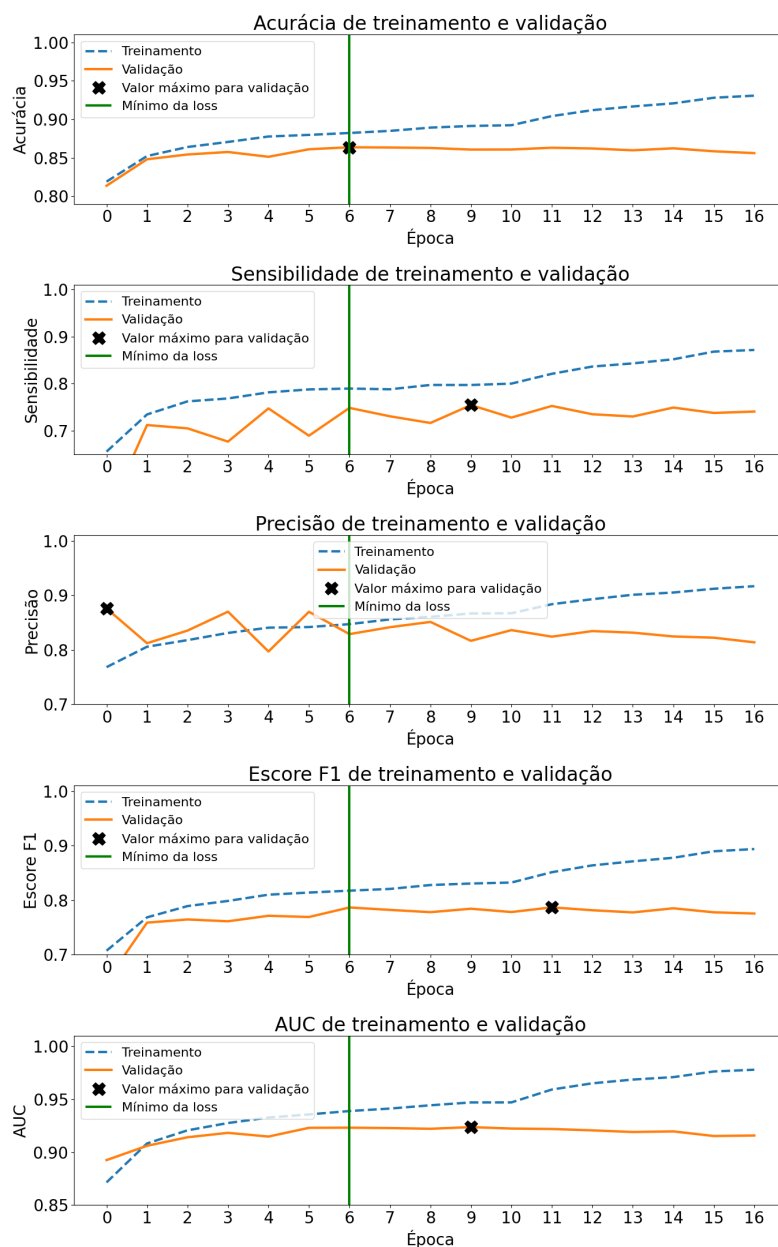 Acurácia de treinamento e validação
Treinamento
Validação
Valor máximo para validação
Mínimo da loss
Acurácia
1.00
0.95
0.90
0.85
0.80
0 1 2 3 4 5 6 7 8 9 10 11 12 13 14 15 16
Época
Sensibilidade de treinamento e validação
Treinamento
Validação
Valor máximo para validação
Mínimo da loss
Sensibilidade
1.0
0.9
0.8
0.7
0 1 2 3 4 5 6 7 8 9 10 11 12 13 14 15 16
Época
Precisão de treinamento e validação
Treinamento
Validação
Valor máximo para validação
Mínimo da loss
Precisão
1.0
0.9
0.8
0.7
0 1 2 3 4 5 6 7 8 9 10 11 12 13 14 15 16
Época
Escore F1 de treinamento e validação
Treinamento
Validação
Valor máximo para validação
Mínimo da loss
Escore F1
1.0
0.9
0.8
0.7
0 1 2 3 4 5 6 7 8 9 10 11 12 13 14 15 16
Época
AUC de treinamento e validação
Treinamento
Validação
Valor máximo para validação
Mínimo da loss
AUC
1.00
0.95
0.90
0.85
0 1 2 3 4 5 6 7 8 9 10 11 12 13 14 15 16
Época